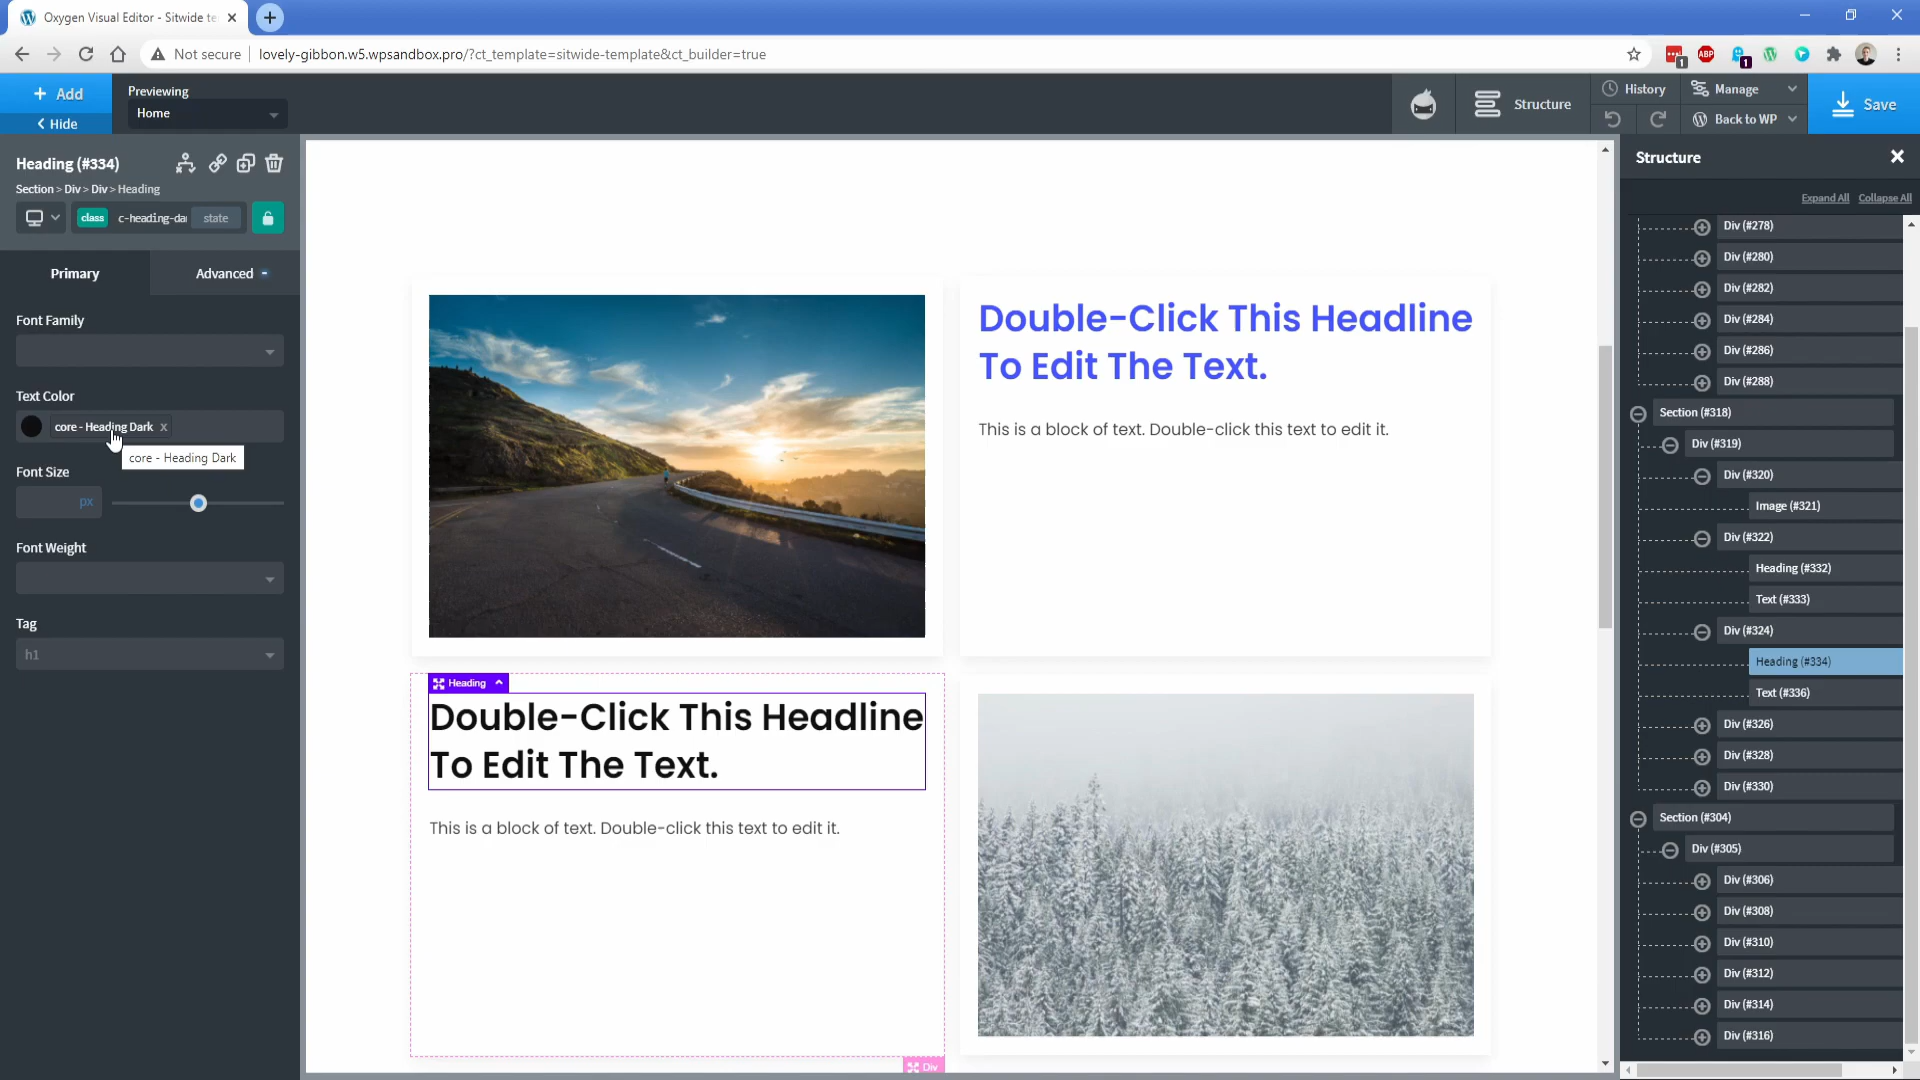 Oxygen Visual Editor - Sitwide te
Not secure
lovely-gibbon.w5.wpsandbox.pro/?ct_template=sitwide-template&ct_builder=true
1
ABP
1
+ Add
< Hide
Previewing
Home
Structure
History
Manage
Back to WP
Save
Heading (#334)
Section > Div > Div > Heading
class
c-heading-dar
state
Primary
Advanced
Font Family
Text Color
core - Heading Dark x
core - Heading Dark
Font Size
px
Font Weight
Tag
h1
Double-Click This Headline
To Edit The Text.
This is a block of text. Double-click this text to edit it.
Heading
Double-Click This Headline
To Edit The Text.
This is a block of text. Double-click this text to edit it.
Div
Structure
Expand All
Collapse All
Div (#278)
Div (#280)
Div (#282)
Div (#284)
Div (#286)
Div (#288)
Section (#318)
Div (#319)
Div (#320)
Image (#321)
Div (#322)
Heading (#332)
Text (#333)
Div (#324)
Heading (#334)
Text (#336)
Div (#326)
Div (#328)
Div (#330)
Section (#304)
Div (#305)
Div (#306)
Div (#308)
Div (#310)
Div (#312)
Div (#314)
Div (#316)